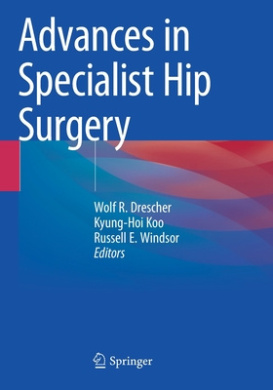 Advances in
Specialist Hip
Surgery
Wolf R. Drescher
Kyung-Hoi Koo
Russell E. Windsor
Editors
Springer